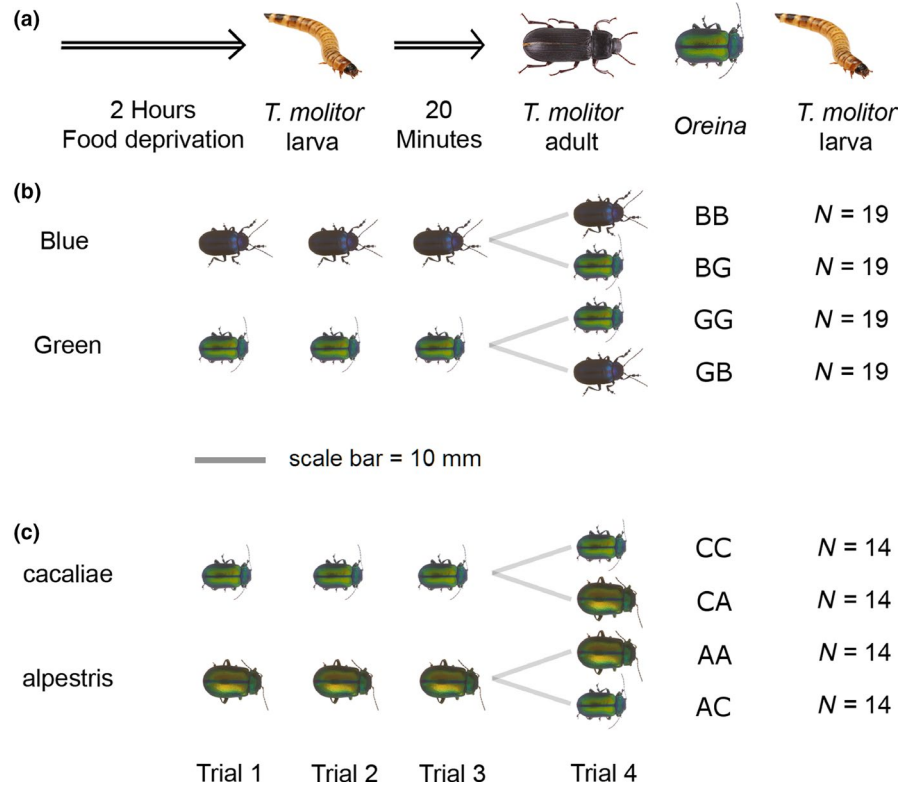 (a)
2 Hours
Food deprivation
T. molitor
larva
20
Minutes
T. molitor
adult
Oreina
T. molitor
larva
(b)
Blue
BB N = 19
BG N = 19
Green
GG N = 19
GB N = 19
scale bar = 10 mm
(c)
cacaliae
CC N = 14
CA N = 14
alpestris
AA N = 14
AC N = 14
Trial 1 Trial 2 Trial 3 Trial 4